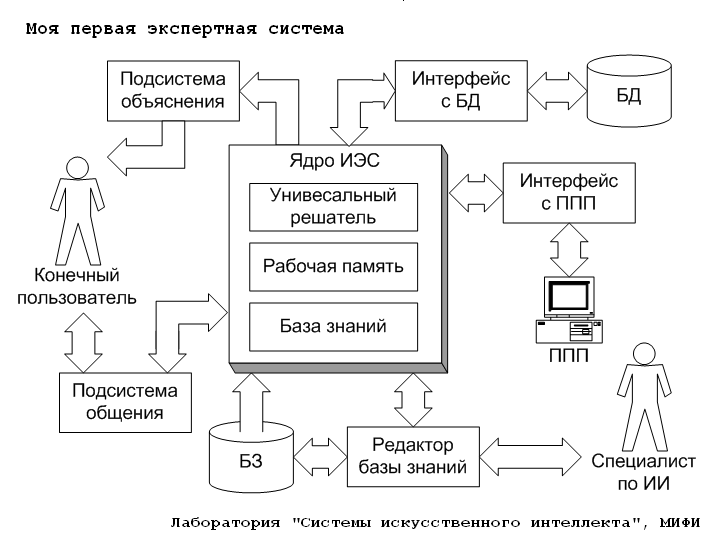 Моя первая экспертная система
Подсистема
объяснения
Интерфейс
с БД
БД
Ядро ИЭС
Унивесальный
решатель
Рабочая память
База знаний
Интерфейс
с ППП
ППП
Конечный
пользователь
Подсистема
общения
БЗ
Редактор
базы знаний
Специалист
по ИИ
Лаборатория "Системы искусственного интеллекта", МИФИ